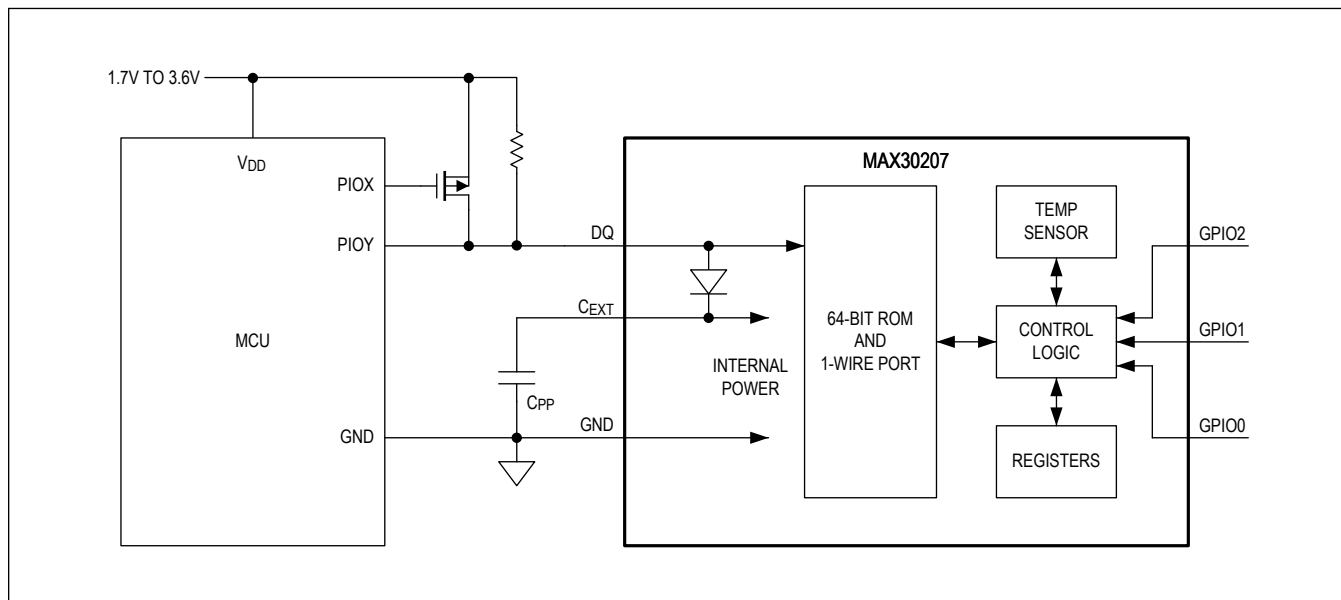 1.7V TO 3.6V
VDD
PIOX
PIOY
MCU
GND
CPP
DQ
CEXT
GND
MAX30207
INTERNAL
POWER
64-BIT ROM
AND
1-WIRE PORT
TEMP
SENSOR
CONTROL
LOGIC
REGISTERS
GPIO2
GPIO1
GPIO0